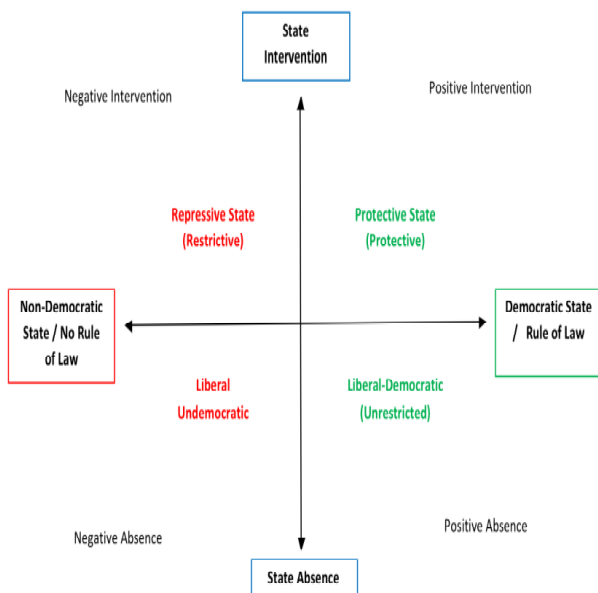 State
Intervention
Negative Intervention
Positive Intervention
Repressive State
(Restrictive)
Protective State
(Protective)
Non-Democratic
State / No Rule
of Law
Democratic State
/ Rule of Law
Liberal
Undemocratic
Liberal-Democratic
(Unrestricted)
Negative Absence
Positive Absence
State Absence